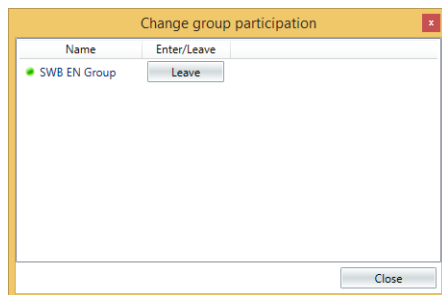 Change group participation
x
Name Enter/Leave
SWB EN Group Leave
Close